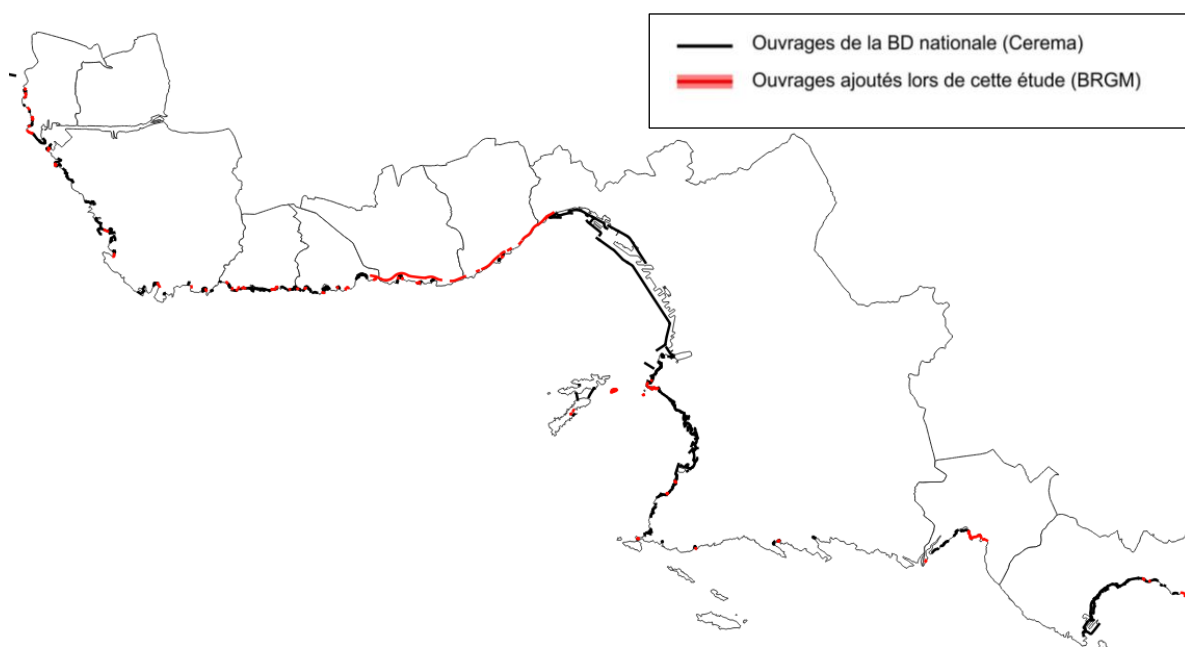 Ouvrages de la BD nationale (Cerema)
Ouvrages ajoutés lors de cette étude (BRGM)